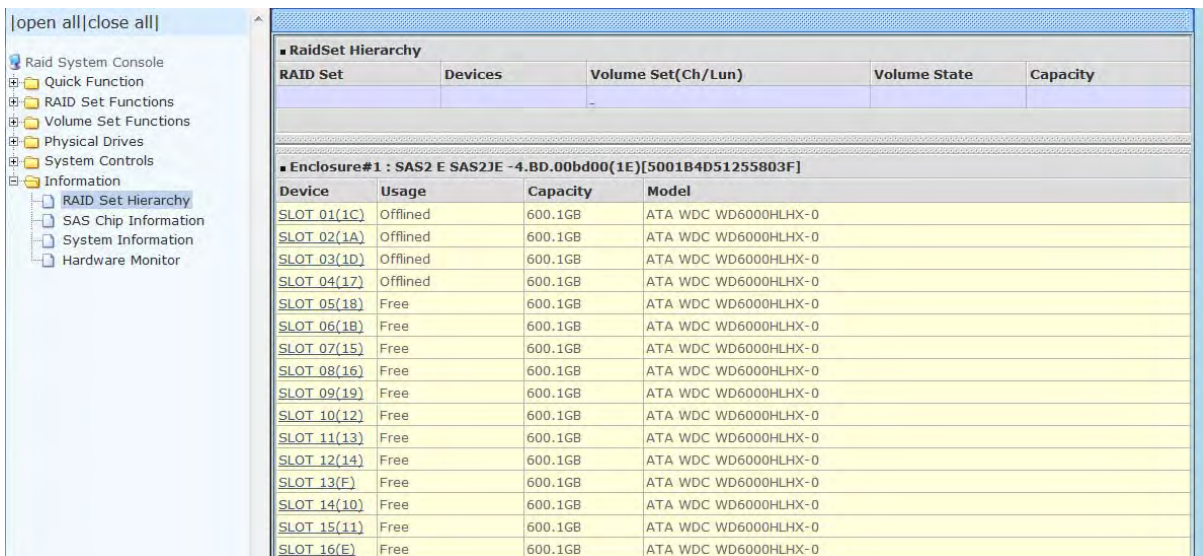 |open all|close all|
Raid System Console
Quick Function
RAID Set Functions
Volume Set Functions
Physical Drives
System Controls
Information
RAID Set Hierarchy
SAS Chip Information
System Information
Hardware Monitor
RaidSet Hierarchy
RAID Set Devices Volume Set(Ch/Lun) Volume State Capacity
-
Enclosure#1 : SAS2 E SAS2JE -4.BD.00bd00(1E)[5001B4D51255803F]
Device Usage Capacity Model
SLOT 01(1C) Offlined 600.1GB ATA WDC WD6000HLHX-0
SLOT 02(1A) Offlined 600.1GB ATA WDC WD6000HLHX-0
SLOT 03(1D) Offlined 600.1GB ATA WDC WD6000HLHX-0
SLOT 04(17) Offlined 600.1GB ATA WDC WD6000HLHX-0
SLOT 05(18) Free 600.1GB ATA WDC WD6000HLHX-0
SLOT 06(1B) Free 600.1GB ATA WDC WD6000HLHX-0
SLOT 07(15) Free 600.1GB ATA WDC WD6000HLHX-0
SLOT 08(16) Free 600.1GB ATA WDC WD6000HLHX-0
SLOT 09(19) Free 600.1GB ATA WDC WD6000HLHX-0
SLOT 10(12) Free 600.1GB ATA WDC WD6000HLHX-0
SLOT 11(13) Free 600.1GB ATA WDC WD6000HLHX-0
SLOT 12(14) Free 600.1GB ATA WDC WD6000HLHX-0
SLOT 13(F) Free 600.1GB ATA WDC WD6000HLHX-0
SLOT 14(10) Free 600.1GB ATA WDC WD6000HLHX-0
SLOT 15(11) Free 600.1GB ATA WDC WD6000HLHX-0
SLOT 16(E) Free 600.1GB ATA WDC WD6000HLHX-0